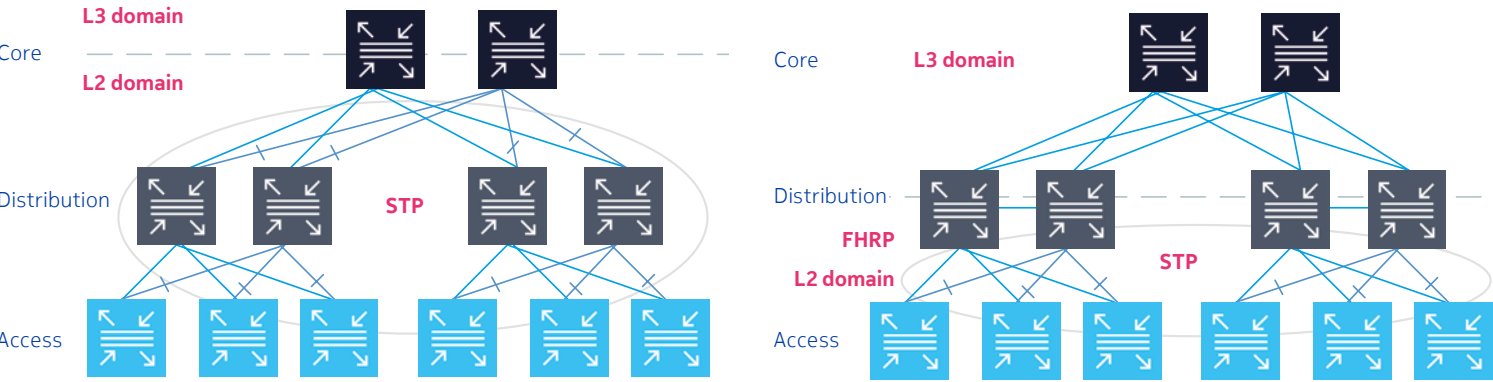 L3 domain
Core
L2 domain
Distribution
STP
Access
Core
L3 domain
Distribution
FHRP
STP
L2 domain
Access